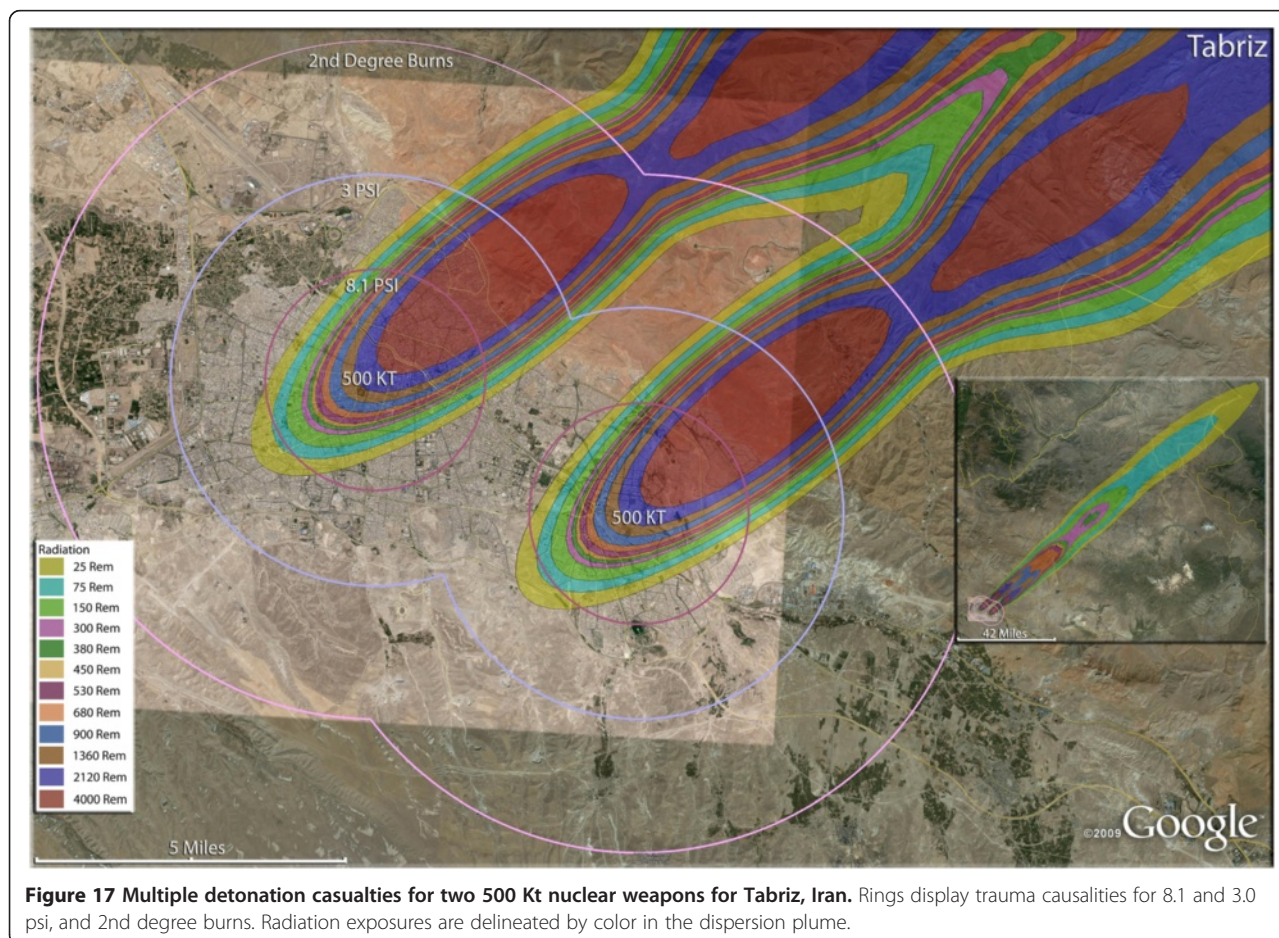 Tabriz
2nd Degree Burns
3 PSI
8.1 PSI
500 KT
500 KT
Radiation
25 Rem
75 Rem
150 Rem
300 Rem
380 Rem
450 Rem
530 Rem
680 Rem
900 Rem
1360 Rem
2120 Rem
4000 Rem
42 Miles
5 Miles
©2009 Google
Figure 17 Multiple detonation casualties for two 500 Kt nuclear weapons for Tabriz, Iran. Rings display trauma causalities for 8.1 and 3.0
psi, and 2nd degree burns. Radiation exposures are delineated by color in the dispersion plume.